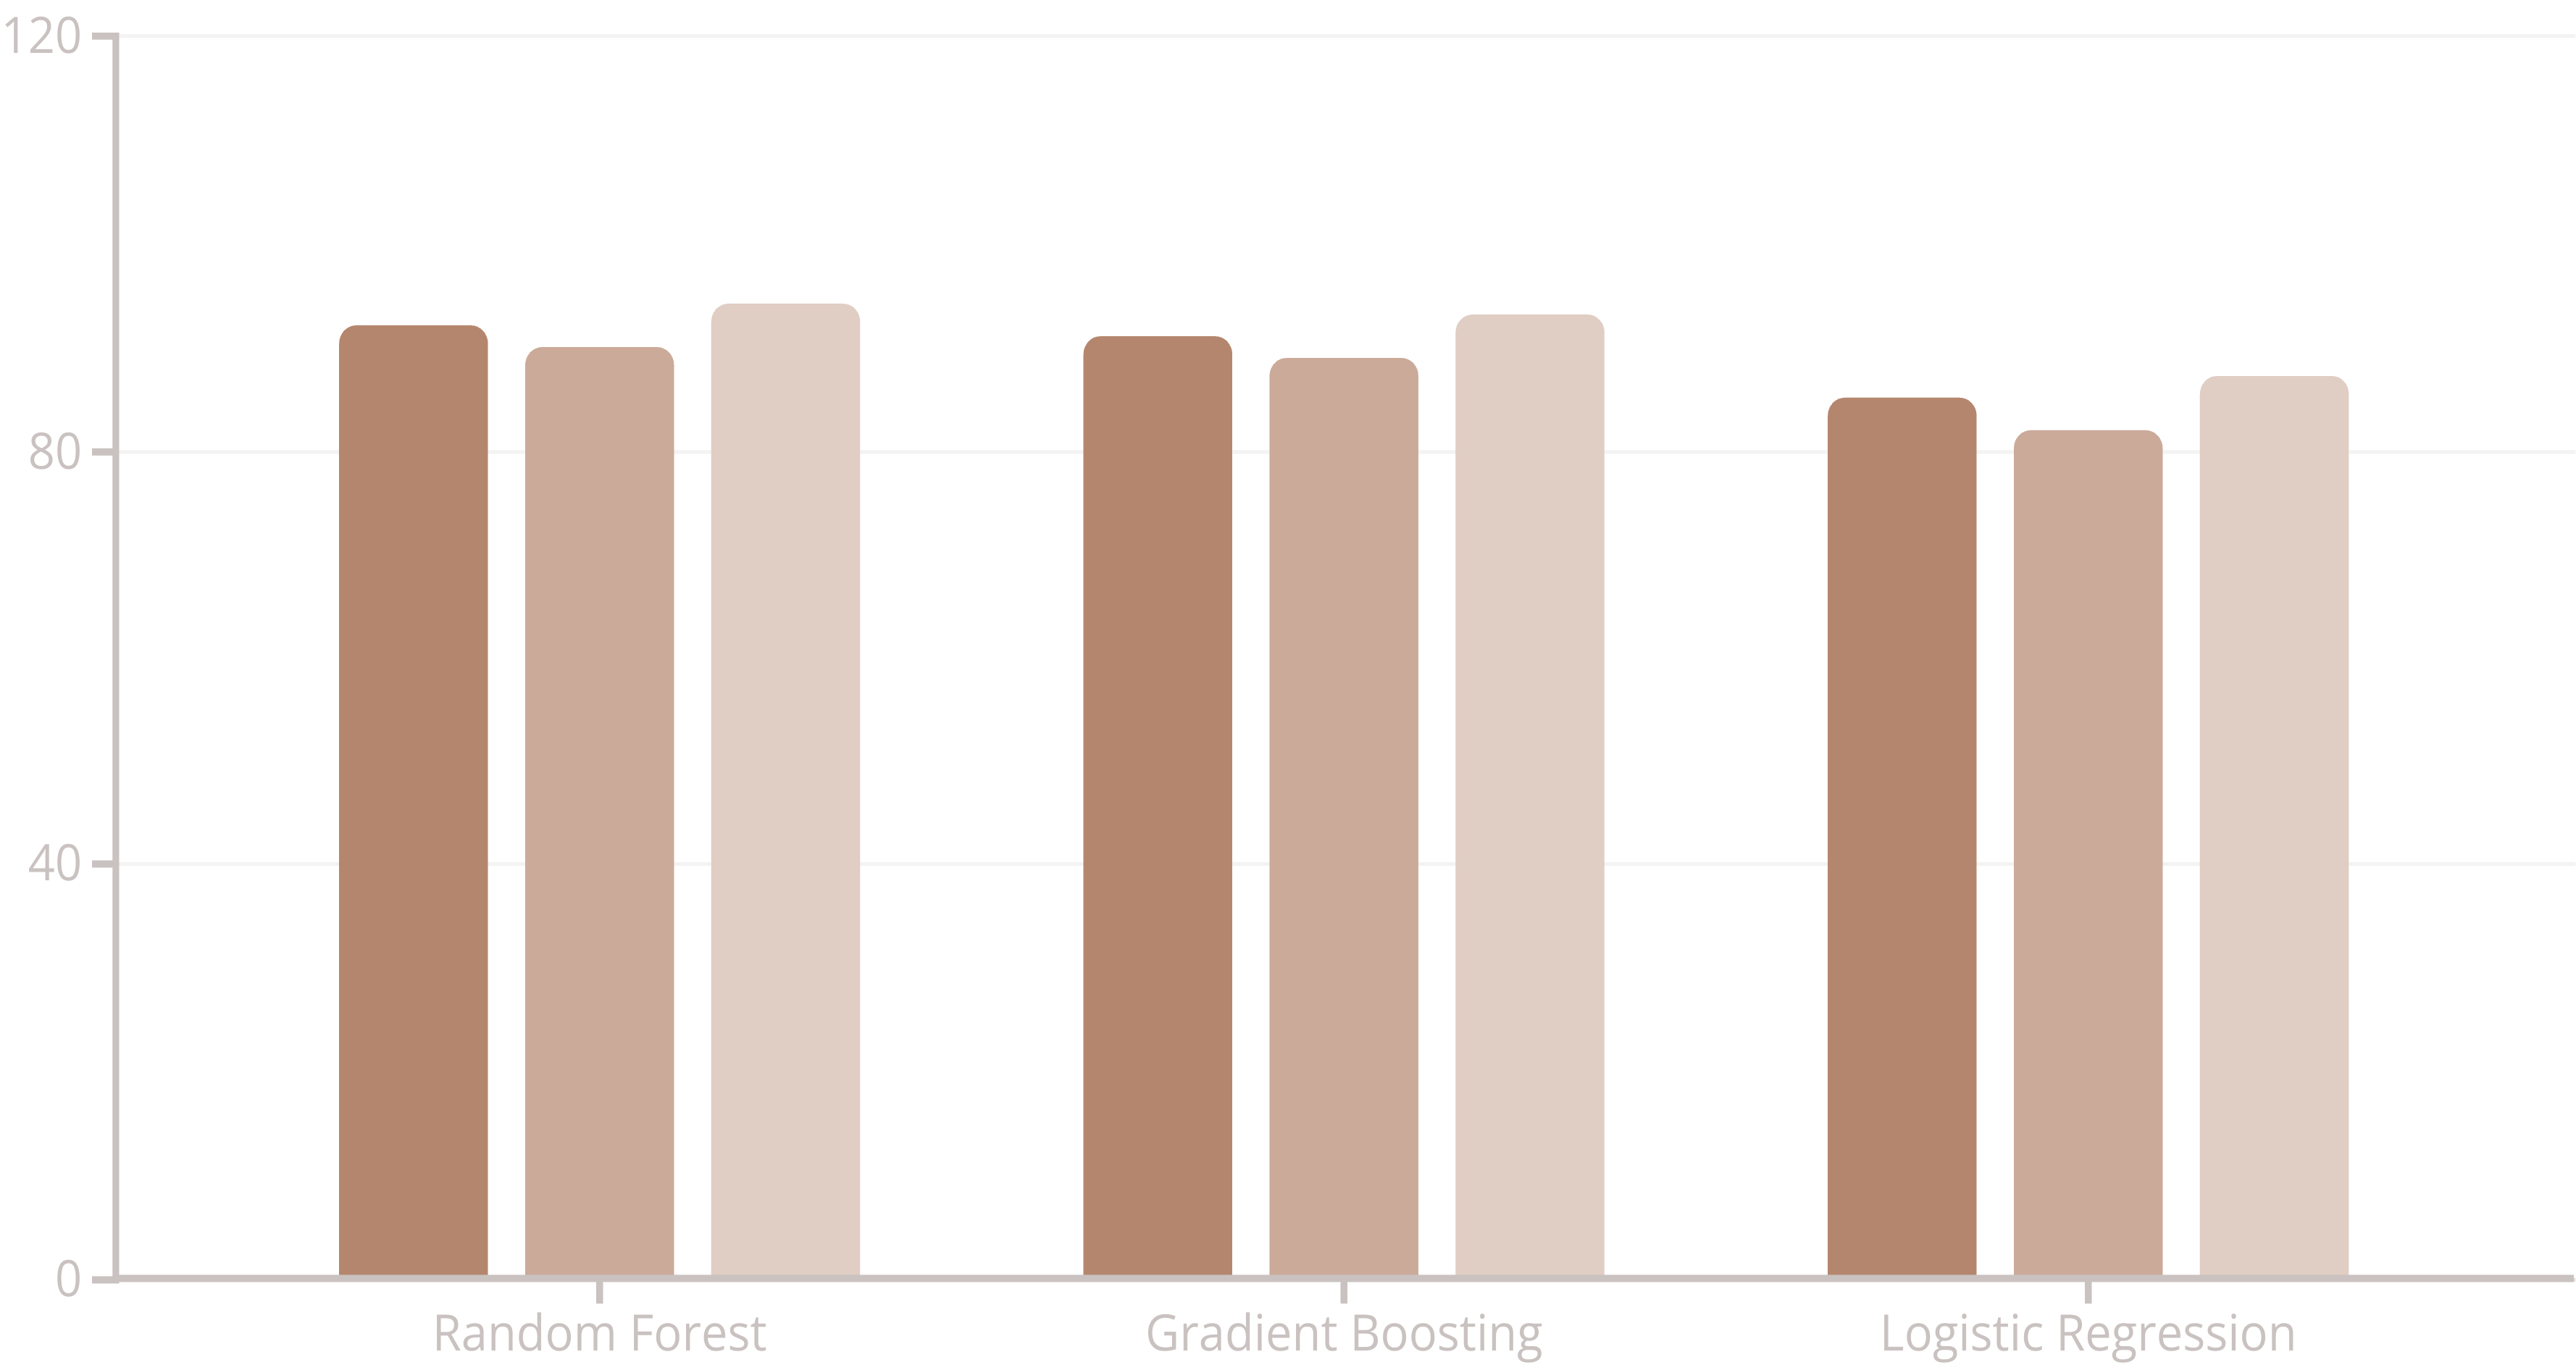 120
80
40
0
Random Forest
Gradient Boosting
Logistic Regression